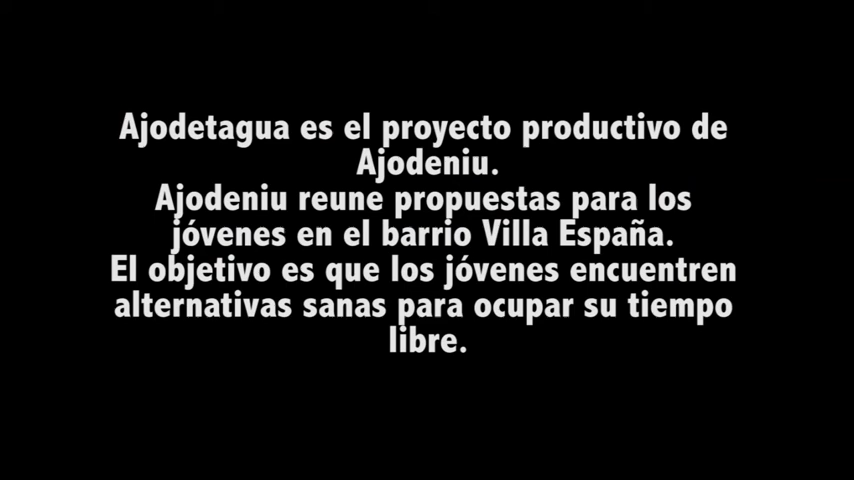 Ajodetagua es el proyecto productivo de
Ajodeniu.
Ajodeniu reune propuestas para los
jóvenes en el barrio Villa España.
El objetivo es que los jóvenes encuentren
alternativas sanas para ocupar su tiempo
libre.